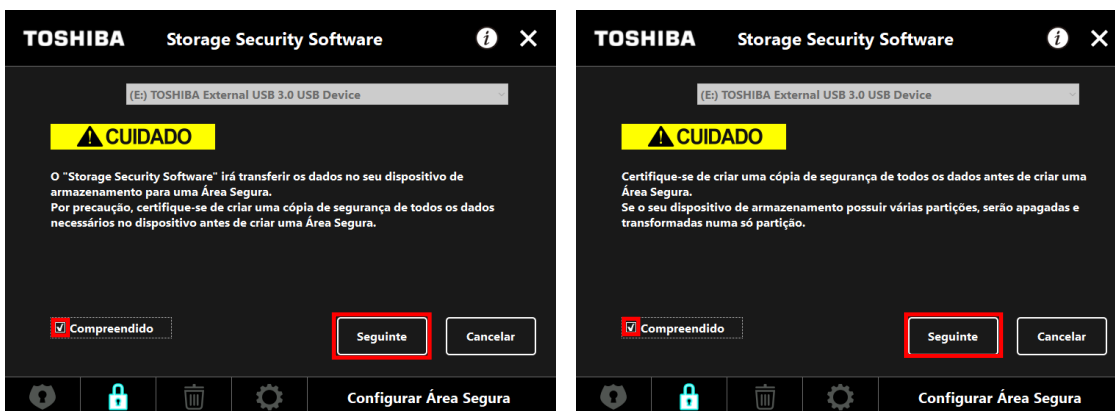 TOSHIBA Storage Security Software
(E:) TOSHIBA External USB 3.0 USB Device
CUIDADO
O "Storage Security Software" irá transferir os dados no seu dispositivo de
armazenamento para uma Área Segura.
Por precaução, certifique-se de criar uma cópia de segurança de todos os dados
necessários no dispositivo antes de criar uma Área Segura.
Compreendido
Seguinte
Cancelar
Configurar Área Segura
TOSHIBA Storage Security Software
(E:) TOSHIBA External USB 3.0 USB Device
CUIDADO
Certifique-se de criar uma cópia de segurança de todos os dados antes de criar uma
Área Segura.
Se o seu dispositivo de armazenamento possuir várias partições, serão apagadas e
transformadas numa só partição.
Compreendido
Seguinte
Cancelar
Configurar Área Segura